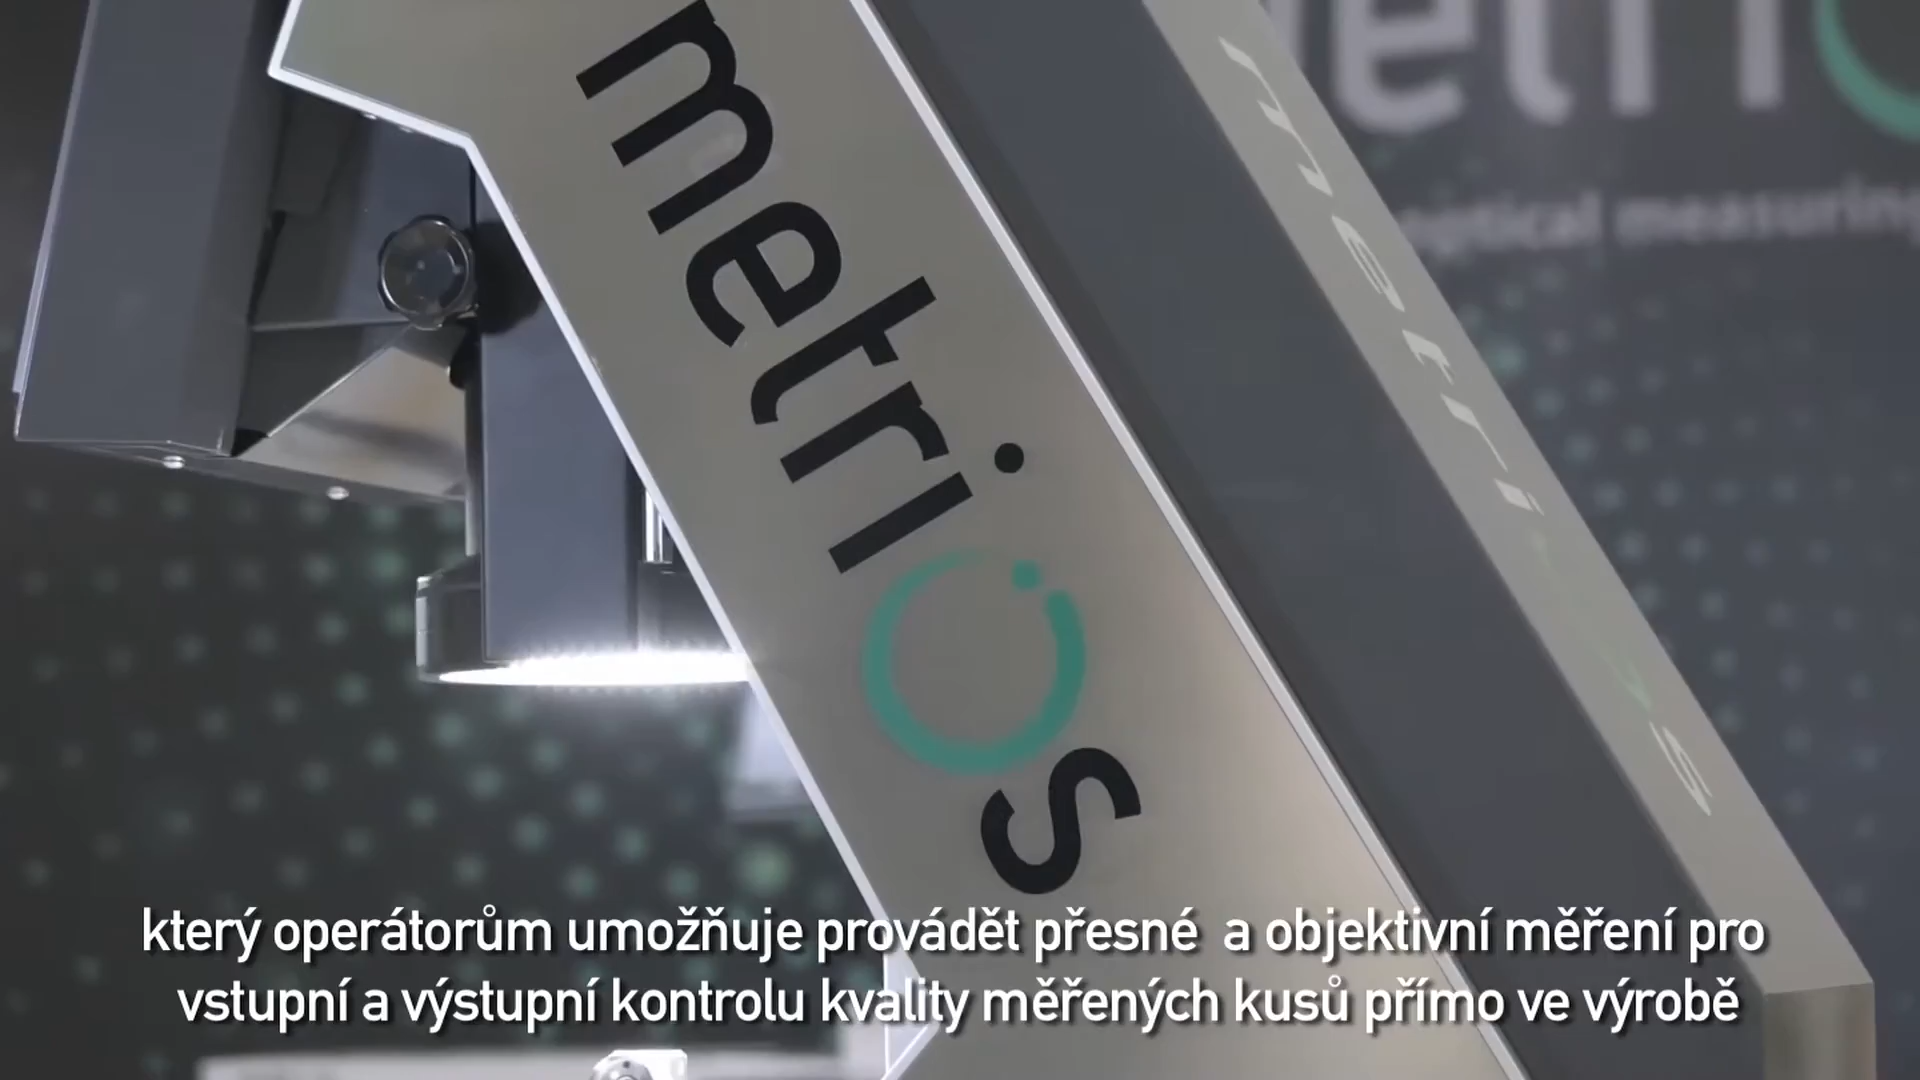 metrios
metrios
metri
optical measuring
který operátorům umožňuje provádět přesné  a objektivní měření pro
vstupní a výstupní kontrolu kvality měřených kusů přímo ve výrobě